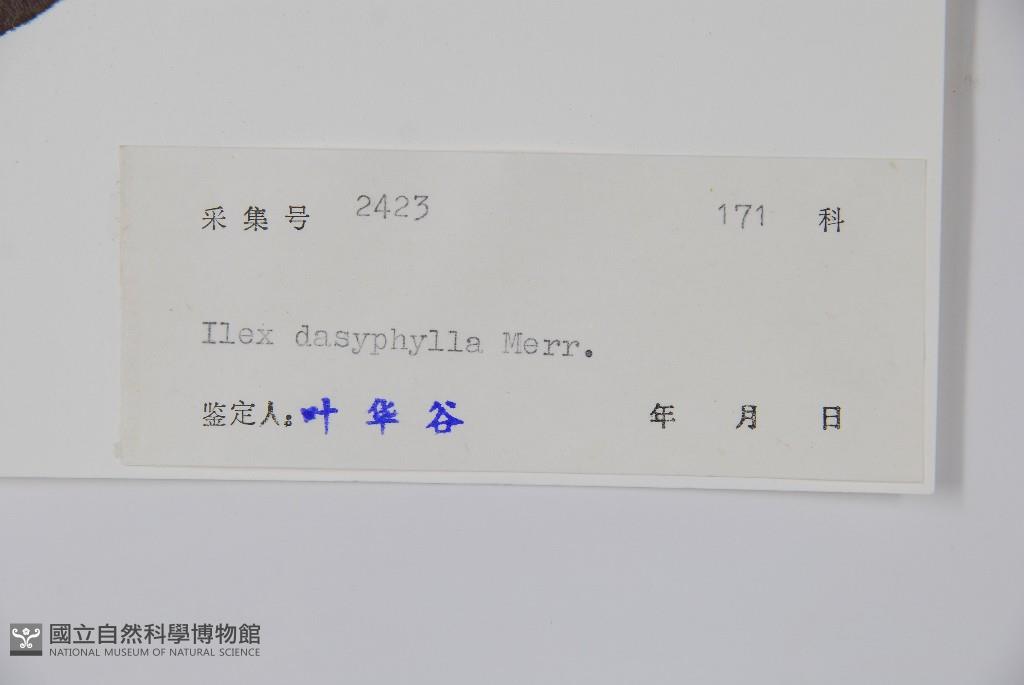 采集号 2423 171 科
Ilex dasyphylla Merr.
鉴定人:叶华谷 年 月 日
國立自然科學博物館
NATIONAL MUSEUM OF NATURAL SCIENCE